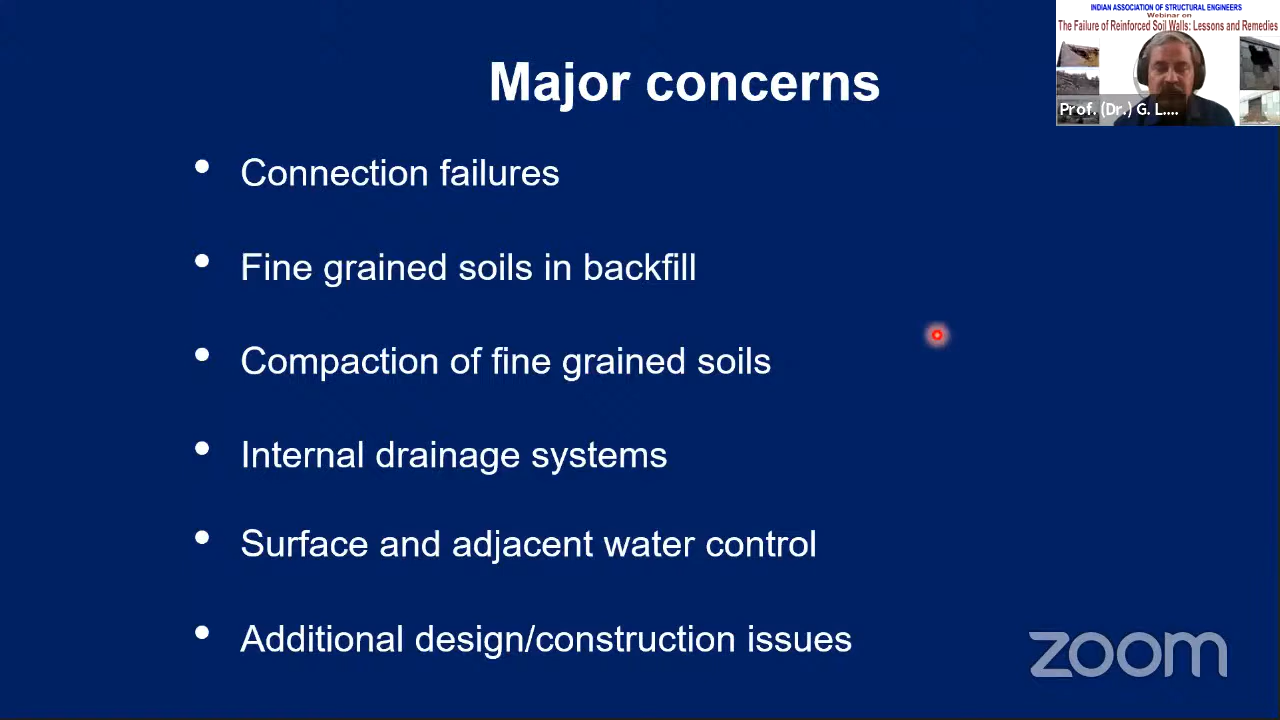 INDIAN ASSOCIATION OF STRUCTURAL ENGINEERS
Webinar on
The Failure of Reinforced Soil Walls: Lessons and Remedies
Prof. (Dr.) G. L....
Major concerns
• Connection failures
• Fine grained soils in backfill
• Compaction of fine grained soils
• Internal drainage systems
• Surface and adjacent water control
• Additional design/construction issues
zoom